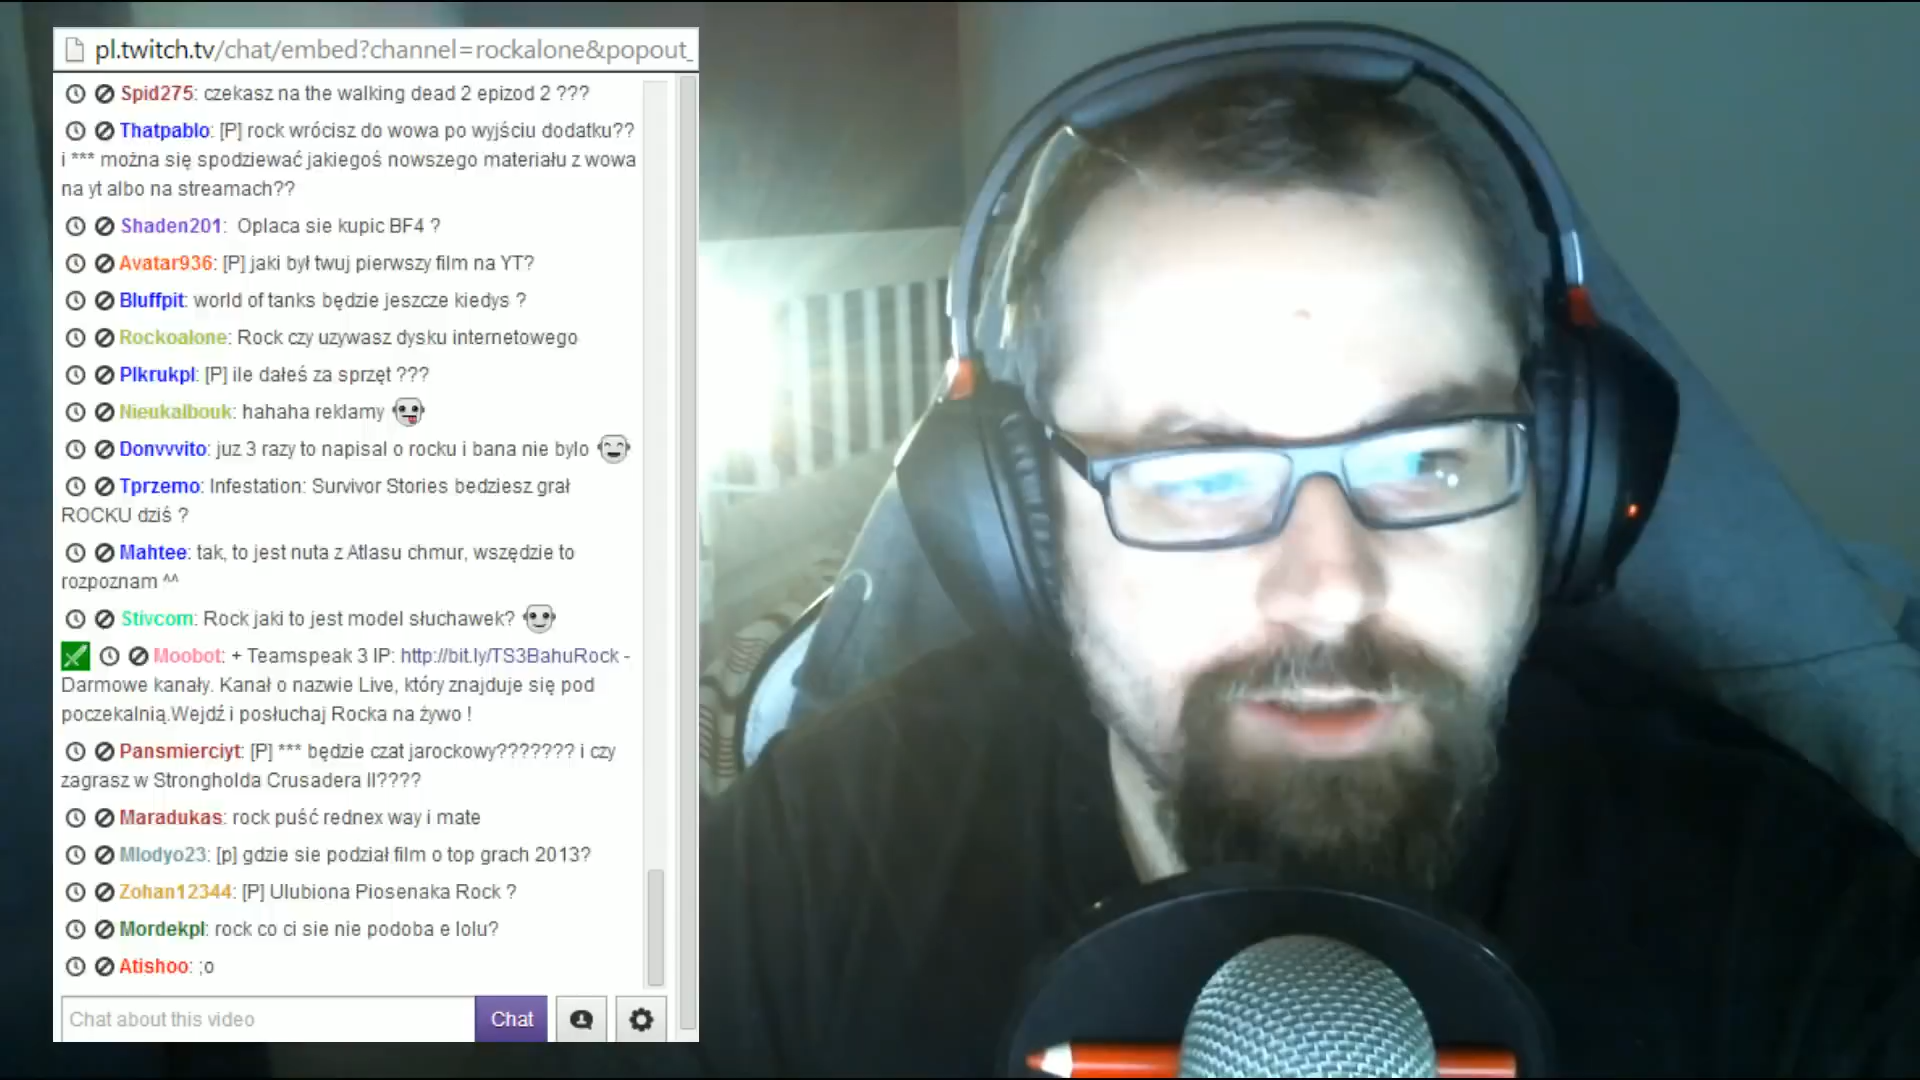 pl.twitch.tv/chat/embed?channel=rockalone&popout_
Spid275: czekasz na the walking dead 2 epizod 2 ???
Thatpablo: [P] rock wrócisz do wowa po wyjściu dodatku??
i *** można się spodziewać jakiegoś nowszego materiału z wowa
na yt albo na streamach??
Shaden201: Oplaca sie kupic BF4 ?
Avatar936: [P] jaki był twuj pierwszy film na YT?
Bluffpit: world of tanks będzie jeszcze kiedys ?
Rockoalone: Rock czy uzywasz dysku internetowego
Plkrukpl: [P] ile dałeś za sprzęt ???
Nieukalbouk: hahaha reklamy
Donvvvito: juz 3 razy to napisal o rocku i bana nie bylo
Tprzemo: Infestation: Survivor Stories bedziesz grał
ROCKU dziś ?
Mahtee: tak, to jest nuta z Atlasu chmur, wszędzie to
rozpoznam ^^
Stivcom: Rock jaki to jest model słuchawek?
Moobot: + Teamspeak 3 IP: http://bit.ly/TS3BahuRock -
Darmowe kanały. Kanał o nazwie Live, który znajduje się pod
poczekalnią.Wejdź i posłuchaj Rocka na żywo !
Pansmierciyt: [P] *** będzie czat jarockowy??????? i czy
zagrasz w Strongholda Crusadera II????
Maradukas: rock puść rednex way i mate
Mlodyo23: [p] gdzie sie podział film o top grach 2013?
Zohan12344: [P] Ulubiona Piosenaka Rock ?
Mordekpl: rock co ci sie nie podoba e lolu?
Atishoo: ;o
Chat about this video
Chat